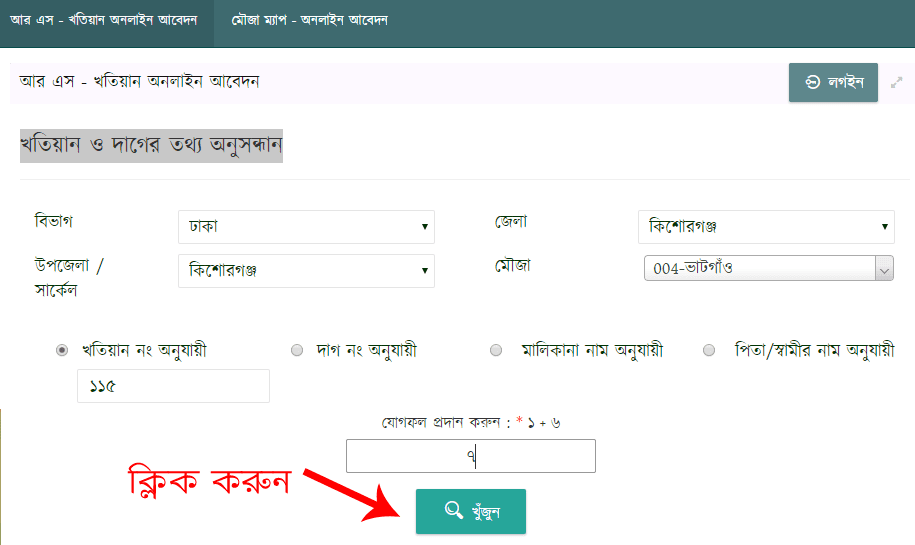 আর এস - খতিয়ান অনলাইন আবেদন মৌজা ম্যাপ - অনলাইন আবেদন
আর এস - খতিয়ান অনলাইন আবেদন লগইন
খতিয়ান ও দাগের তথ্য অনুসন্ধান
বিভাগ ঢাকা জেলা কিশোরগঞ্জ
উপজেলা / কিশোরগঞ্জ মৌজা 004-ভাটগাঁও
সার্কেল
খতিয়ান নং অনুযায়ী দাগ নং অনুযায়ী মালিকানা নাম অনুযায়ী পিতা/স্বামীর নাম অনুযায়ী
১১৫
যোগফল প্রদান করুন : * ১ + ৬
৭
ক্লিক করুন
খুঁজুন